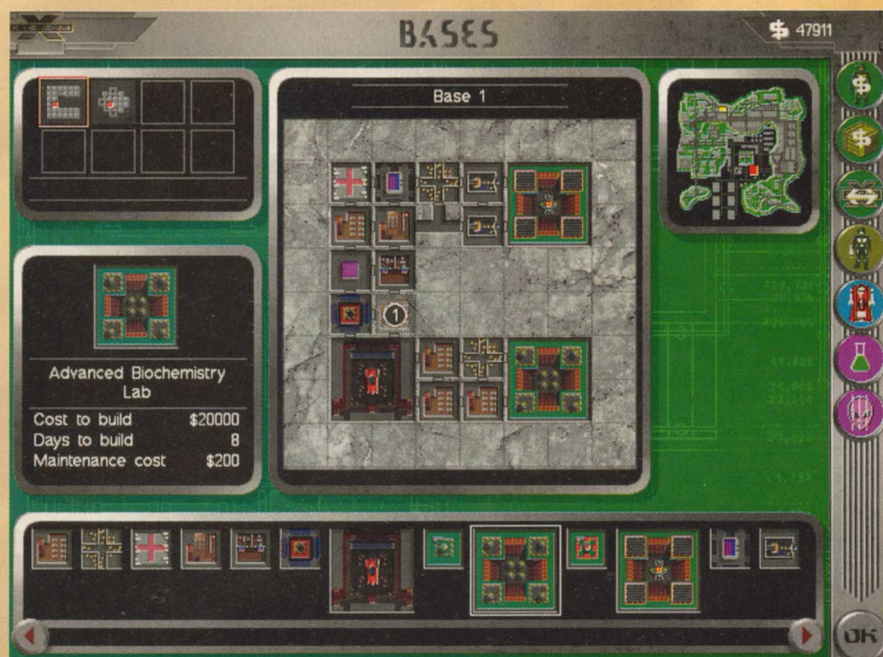 BASES
$ 47911
Base 1
1
Advanced Biochemistry
Lab
Cost to build $20000
Days to build 8
Maintenance cost $200
OK